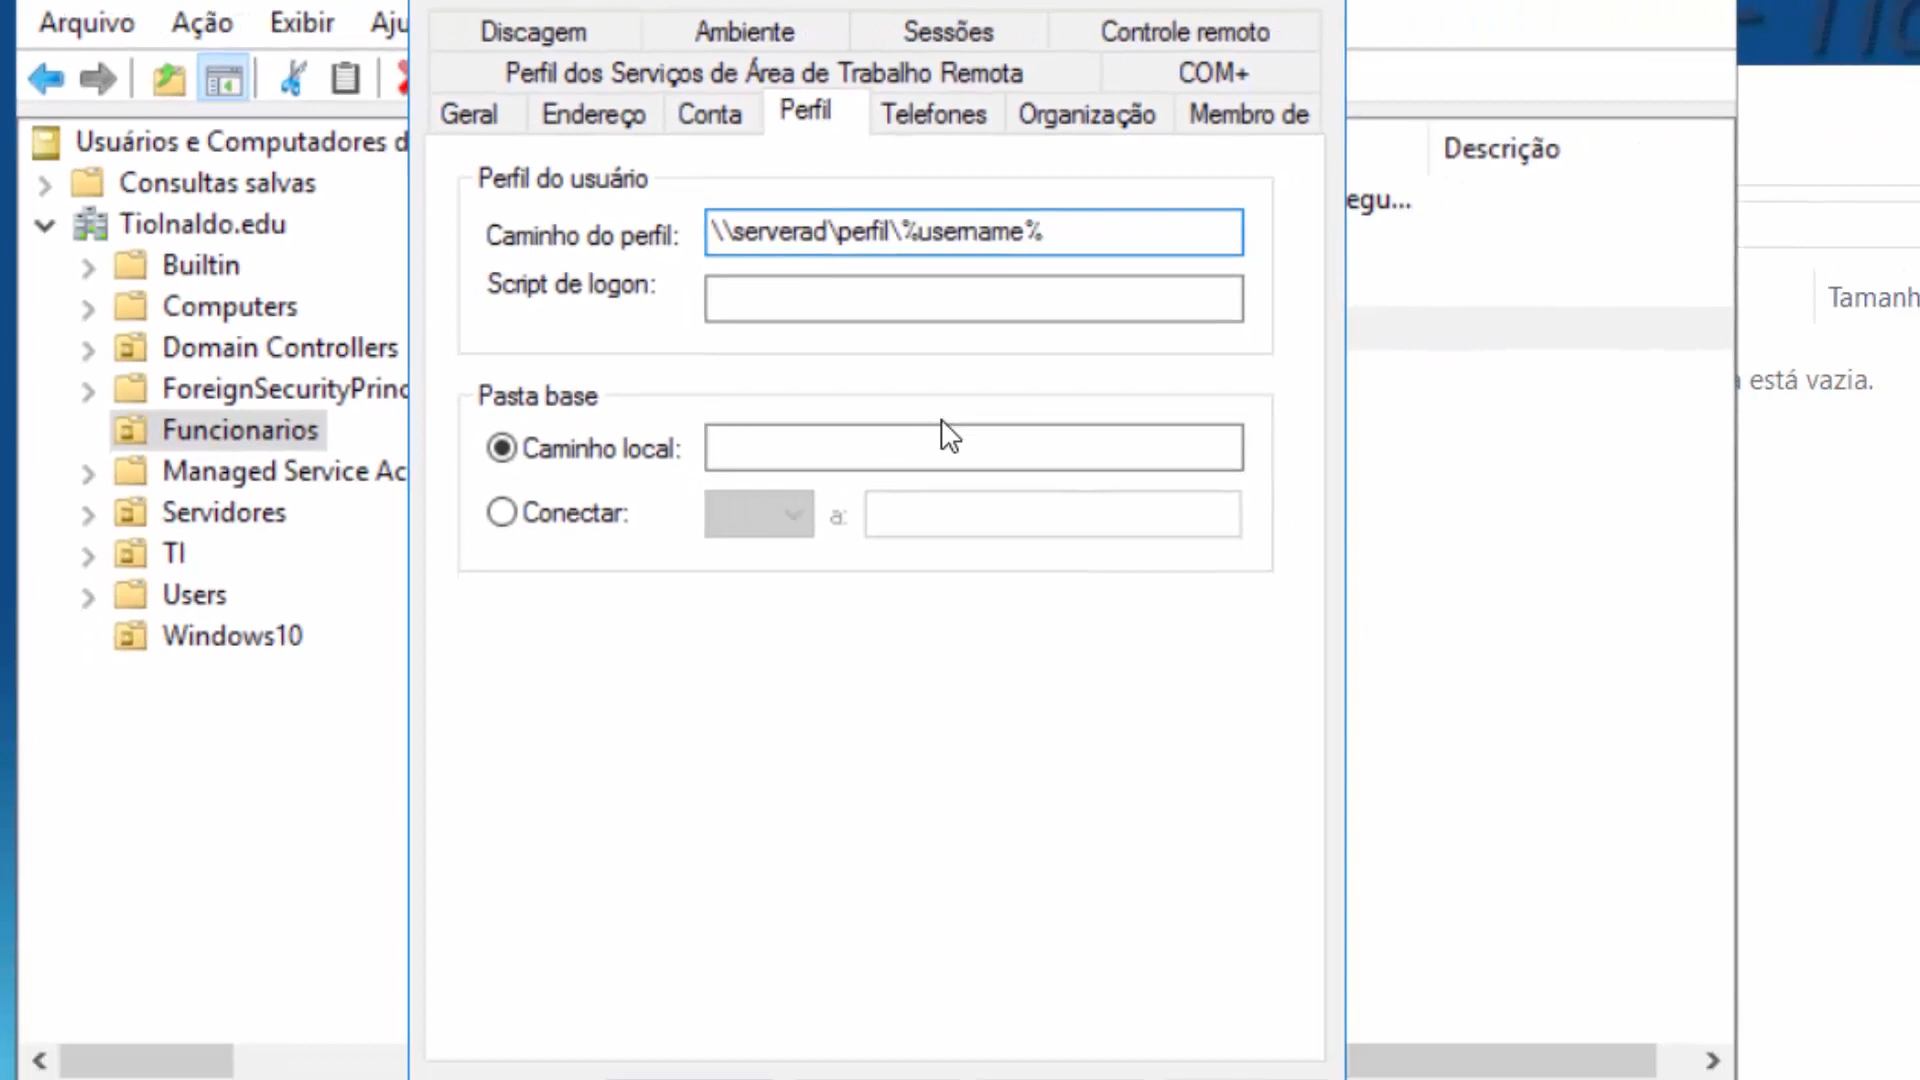 Arquivo Ação Exibir Aju
Usuários e Computadores d
Consultas salvas
TioInaldo.edu
Builtin
Computers
Domain Controllers
ForeignSecurityPrinc
Funcionarios
Managed Service Ac
Servidores
TI
Users
Windows10
Discagem Ambiente Sessões Controle remoto
Perfil dos Serviços de Área de Trabalho Remota COM+
Geral Endereço Conta Perfil Telefones Organização Membro de
Perfil do usuário
Caminho do perfil: \\serverad\perfil\%username%
Script de logon:
Pasta base
Caminho local:
Conectar: a:
Descrição
egu...
Tamanh
está vazia.